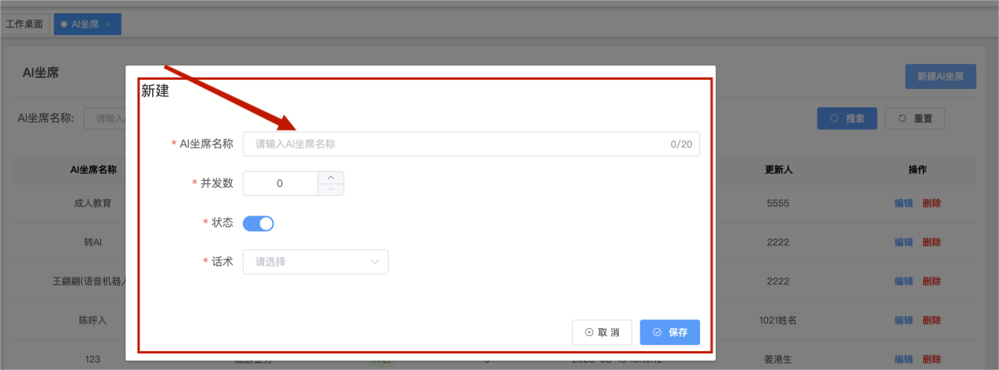 工作桌面 AI坐席 ×
AI坐席 新建AI坐席
AI坐席名称: 请输入 搜索 重置
新建
* AI坐席名称 请输入AI坐席名称 0/20
* 并发数 0
* 状态
* 话术 请选择
取 消 保存
AI坐席名称 更新人 操作
成人教育 5555 编辑 删除
转AI 2222 编辑 删除
王翩翩(语音机器人 2222 编辑 删除
陈呼入 1021姓名 编辑 删除
123 姜港生 编辑 删除